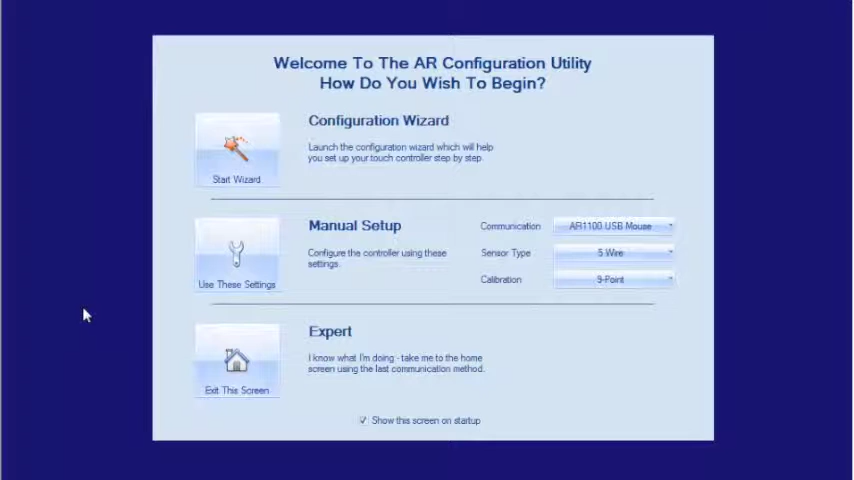 Welcome To The AR Configuration Utility
How Do You Wish To Begin?
Configuration Wizard
Launch the configuration wizard which will help
you set up your touch controller step by step.
Start Wizard
Manual Setup
Configure the controller using these
settings.
Use These Settings
Communication AR1100 USB Mouse
Sensor Type 5 Wire
Calibration 9-Point
Expert
I know what I'm doing - take me to the home
screen using the last communication method.
Exit This Screen
Show this screen on startup